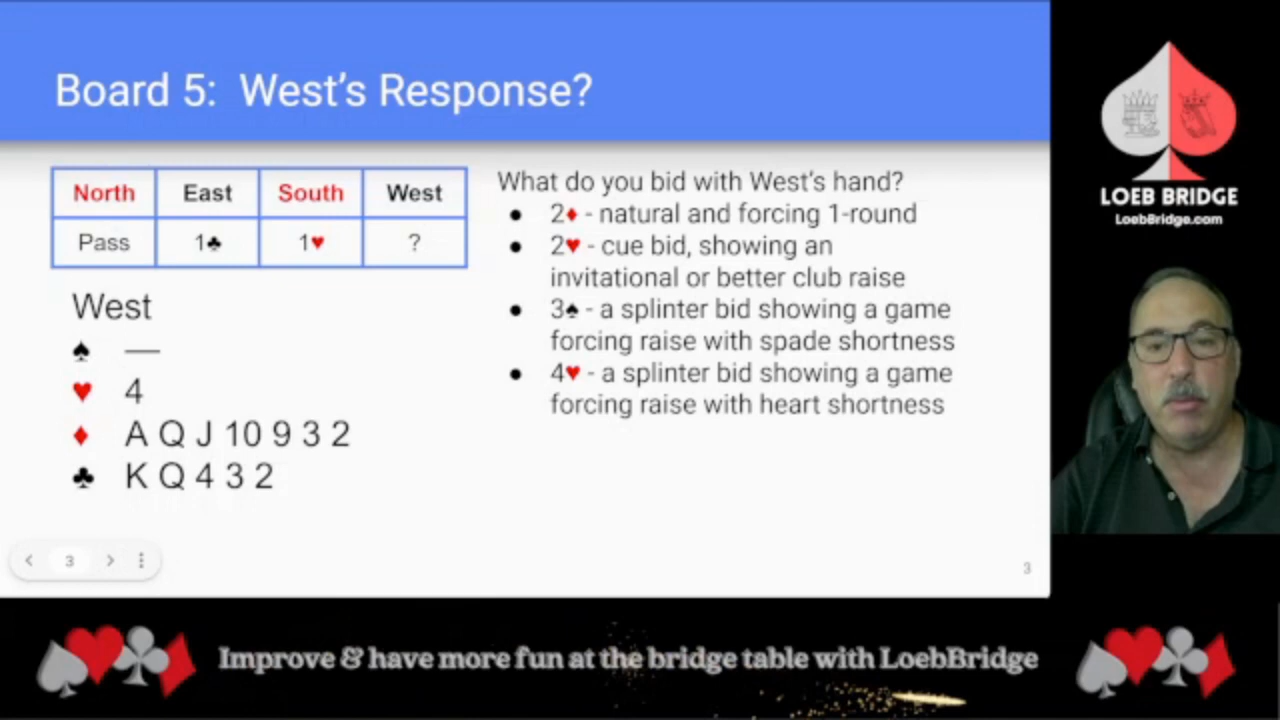 Board 5: West's Response?
North East South West
Pass 1♣ 1♥ ?
West
♠ —
♥ 4
♦ A Q J 10 9 3 2
♣ K Q 4 3 2
What do you bid with West's hand?
● 2♦ - natural and forcing 1-round
● 2♥ - cue bid, showing an
invitational or better club raise
● 3♠ - a splinter bid showing a game
forcing raise with spade shortness
● 4♥ - a splinter bid showing a game
forcing raise with heart shortness
< 3 >
3
LOEB BRIDGE
LoebBridge.com
Improve & have more fun at the bridge table with LoebBridge